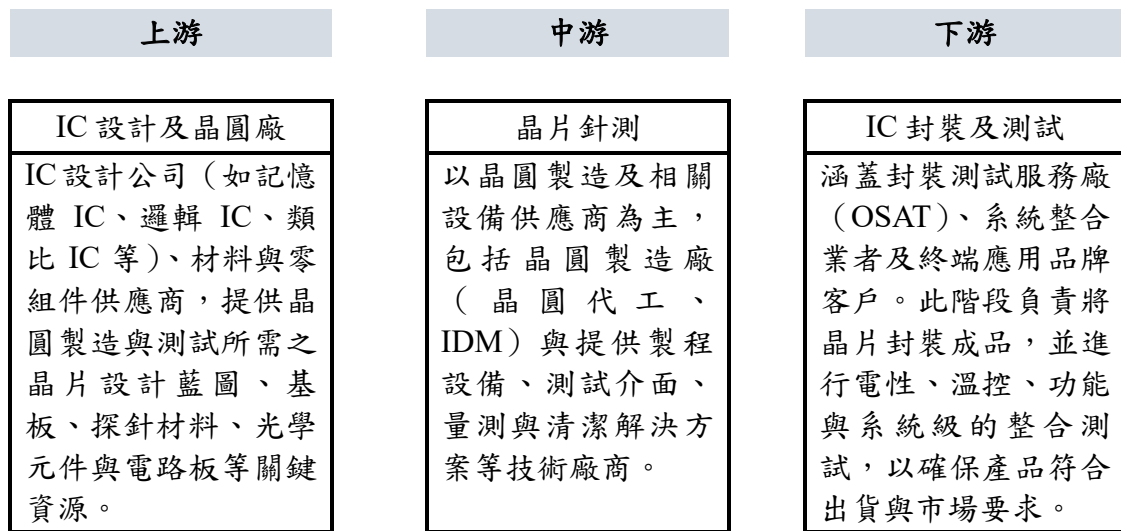 上游
中游
下游
IC 設計及晶圓廠
IC設計公司（如記憶
體 IC、邏輯 IC、類
比 IC 等）、材料與零
組件供應商，提供晶
圓製造與測試所需之
晶片設計藍圖、基
板、探針材料、光學
元件與電路板等關鍵
資源。
晶片針測
以晶圓製造及相關
設備供應商為主，
包括晶圓製造廠
（晶圓代工、
IDM）與提供製程
設備、測試介面、
量測與清潔解決方
案等技術廠商。
IC 封裝及測試
涵蓋封裝測試服務廠
（OSAT）、系統整合
業者及終端應用品牌
客戶。此階段負責將
晶片封裝成品，並進
行電性、溫控、功能
與系統級的整合測
試，以確保產品符合
出貨與市場要求。